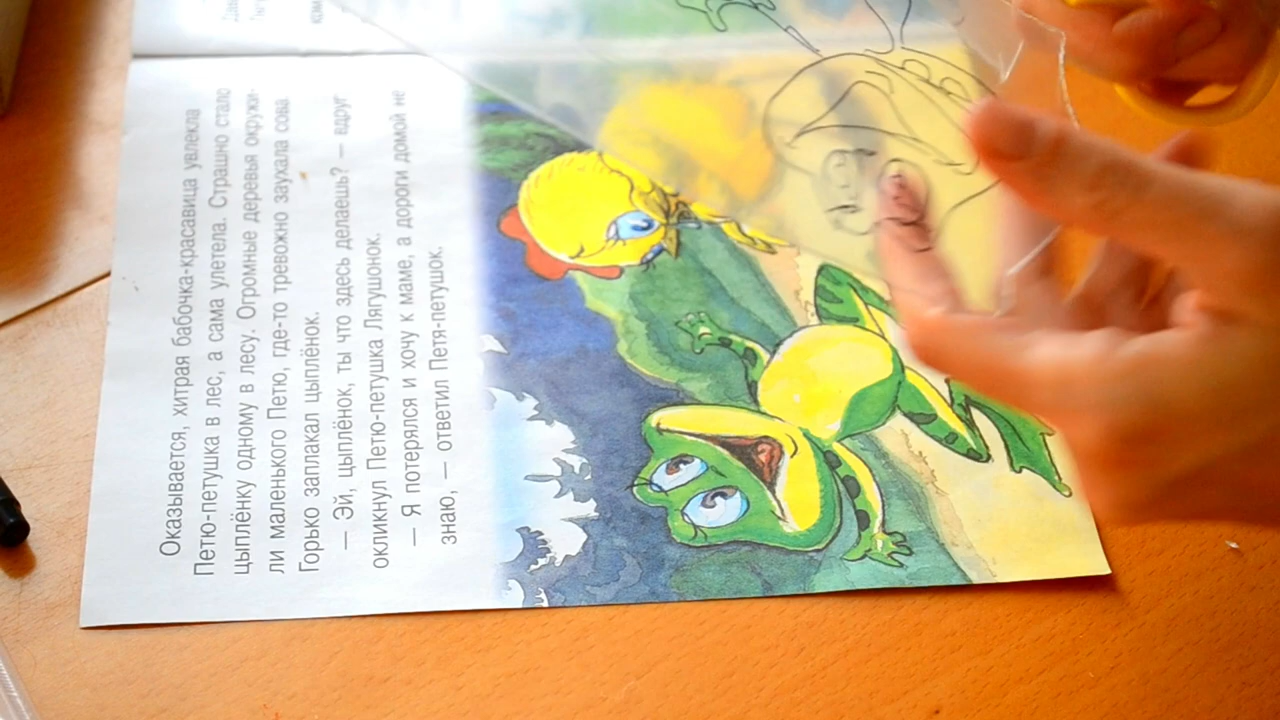 Оказывается, хитрая бабочка-красавица увлекла
Петю-петушка в лес, а сама улетела. Страшно стало
цыплёнку одному в лесу. Огромные деревья окружи-
ли маленького Петю, где-то тревожно заухала сова.
Горько заплакал цыплёнок.
— Эй, цыплёнок, ты что здесь делаешь? — вдруг
окликнул Петю-петушка Лягушонок.
— Я потерялся и хочу к маме, а дороги домой не
знаю, — ответил Петя-петушок.